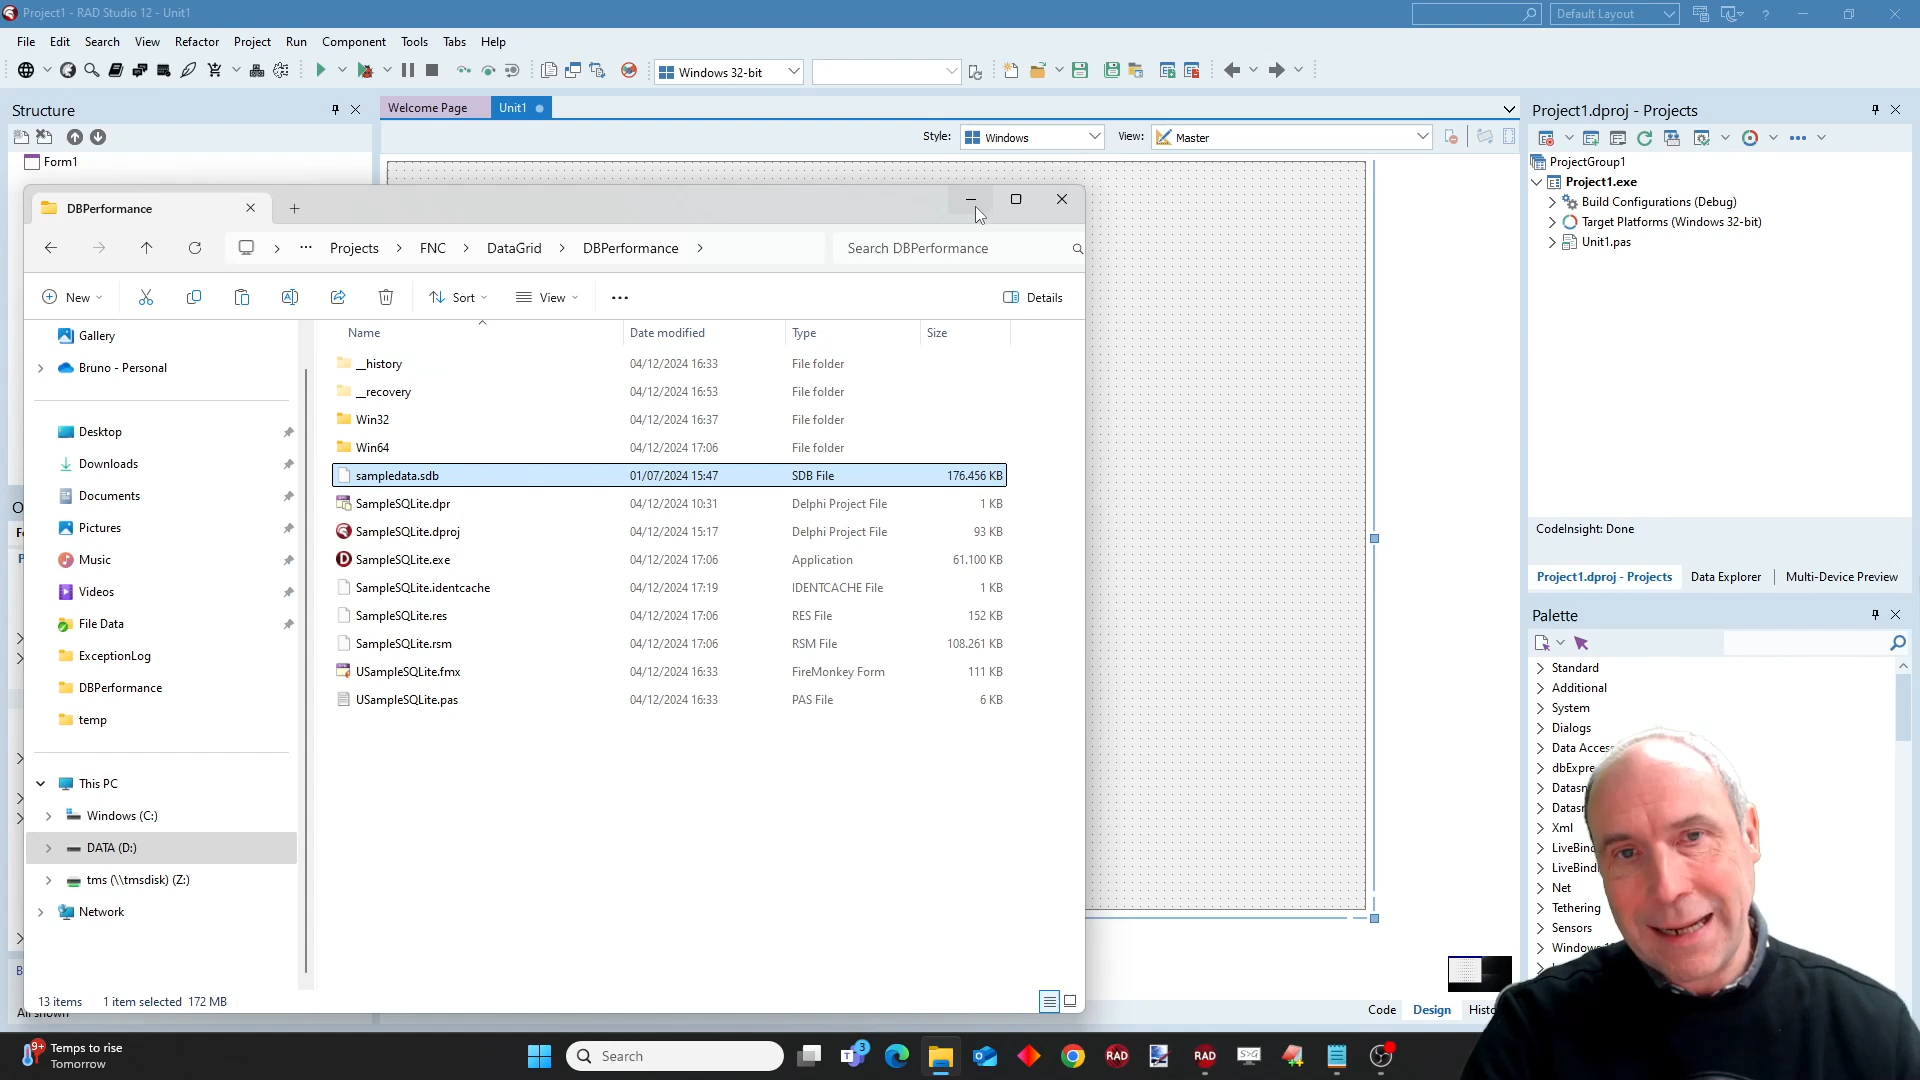 Project1 - RAD Studio 12 - Unit1
Default Layout
File Edit Search View Refactor Project Run Component Tools Tabs Help
Windows 32-bit
Structure
Form1
Welcome Page
Unit1
Style:
Windows
View:
Master
Project1.dproj - Projects
ProjectGroup1
Project1.exe
Build Configurations (Debug)
Target Platforms (Windows 32-bit)
Unit1.pas
CodeInsight: Done
Project1.dproj - Projects
Data Explorer
Multi-Device Preview
Palette
Standard
Additional
System
Dialogs
Data Acces
dbExpre
Datasn
Datasr
Xml
LiveBind
LiveBindi
Net
Tethering
Sensors
Code
Design
Histo
DBPerformance
Projects > FNC > DataGrid > DBPerformance >
Search DBPerformance
New
Sort
View
Details
Gallery
Bruno - Personal
Desktop
Downloads
Documents
Pictures
Music
Videos
File Data
ExceptionLog
DBPerformance
temp
This PC
Windows (C:)
DATA (D:)
tms (\\tmsdisk) (Z:)
Network
Name Date modified Type Size
__history 04/12/2024 16:33 File folder
__recovery 04/12/2024 16:53 File folder
Win32 04/12/2024 16:37 File folder
Win64 04/12/2024 17:06 File folder
sampledata.sdb 01/07/2024 15:47 SDB File 176.456 KB
SampleSQLite.dpr 04/12/2024 10:31 Delphi Project File 1 KB
SampleSQLite.dproj 04/12/2024 15:17 Delphi Project File 93 KB
SampleSQLite.exe 04/12/2024 17:06 Application 61.100 KB
SampleSQLite.identcache 04/12/2024 17:19 IDENTCACHE File 1 KB
SampleSQLite.res 04/12/2024 17:06 RES File 152 KB
SampleSQLite.rsm 04/12/2024 17:06 RSM File 108.261 KB
USampleSQLite.fmx 04/12/2024 16:33 FireMonkey Form 111 KB
USampleSQLite.pas 04/12/2024 16:33 PAS File 6 KB
13 items
1 item selected 172 MB
All shown
9+
Temps to rise
Tomorrow
Search
3
RAD
RAD